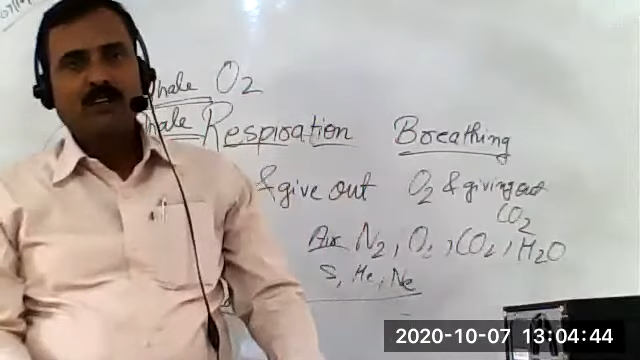 hale O2
hale Respiration Breathing
& give out O2 & giving out
CO2
Air N2, O2, CO2, H2O
S, He, Ne
2020-10-07 13:04:44